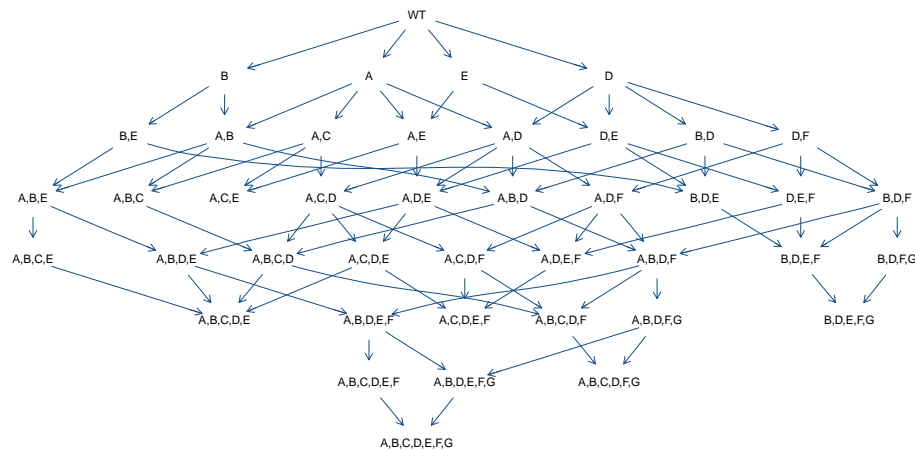 WT
B A E D
B,E A,B A,C A,E A,D D,E B,D D,F
A,B,E A,B,C A,C,E A,C,D A,D,E A,B,D A,D,F B,D,E D,E,F B,D,F
A,B,C,E A,B,D,E A,B,C,D A,C,D,E A,C,D,F A,D,E,F A,B,D,F B,D,E,F B,D,F,G
A,B,C,D,E A,B,D,E,F A,C,D,E,F A,B,C,D,F A,B,D,F,G B,D,E,F,G
A,B,C,D,E,F A,B,D,E,F,G A,B,C,D,F,G
A,B,C,D,E,F,G